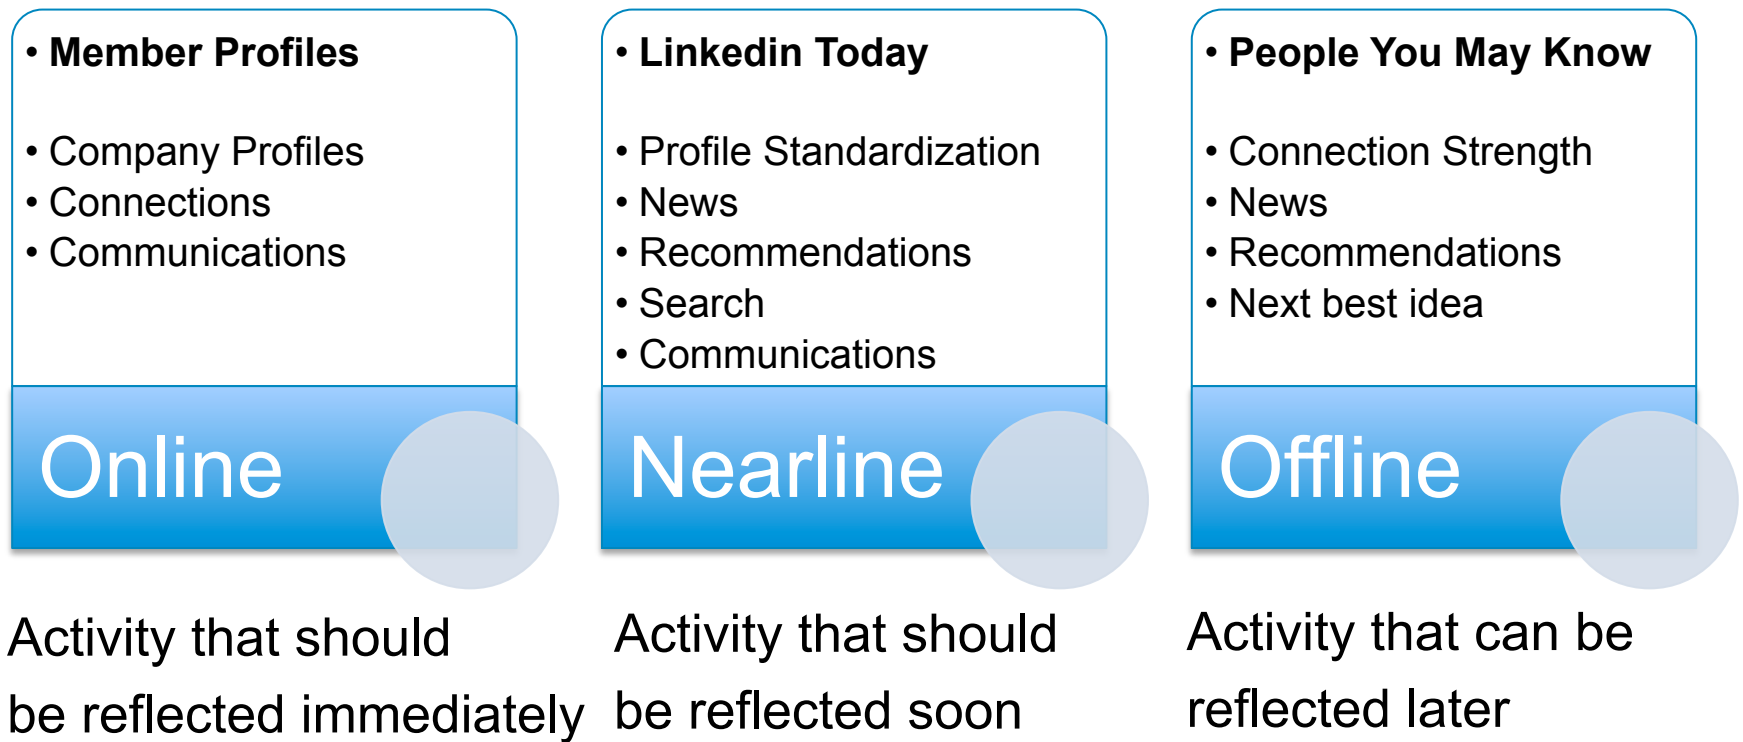 • Member Profiles
• Company Profiles
• Connections
• Communications
Online
Activity that should
be reflected immediately
• Linkedin Today
• Profile Standardization
• News
• Recommendations
• Search
• Communications
Nearline
Activity that should
be reflected soon
• People You May Know
• Connection Strength
• News
• Recommendations
• Next best idea
Offline
Activity that can be
reflected later